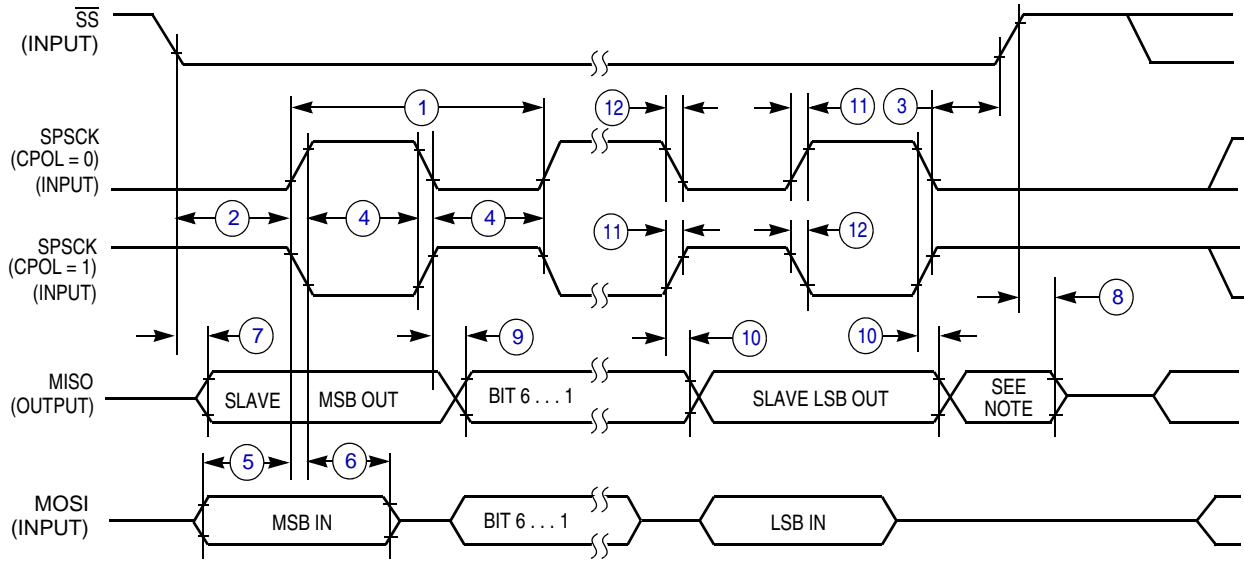 SS
(INPUT)
1
12
11
3
SPSCK
(CPOL = 0)
(INPUT)
2
4
4
11
12
SPSCK
(CPOL = 1)
(INPUT)
8
7
9
10
10
MISO
(OUTPUT)
SLAVE MSB OUT
BIT 6 . . . 1
SLAVE LSB OUT
SEE
NOTE
5
6
MOSI
(INPUT)
MSB IN
BIT 6 . . . 1
LSB IN